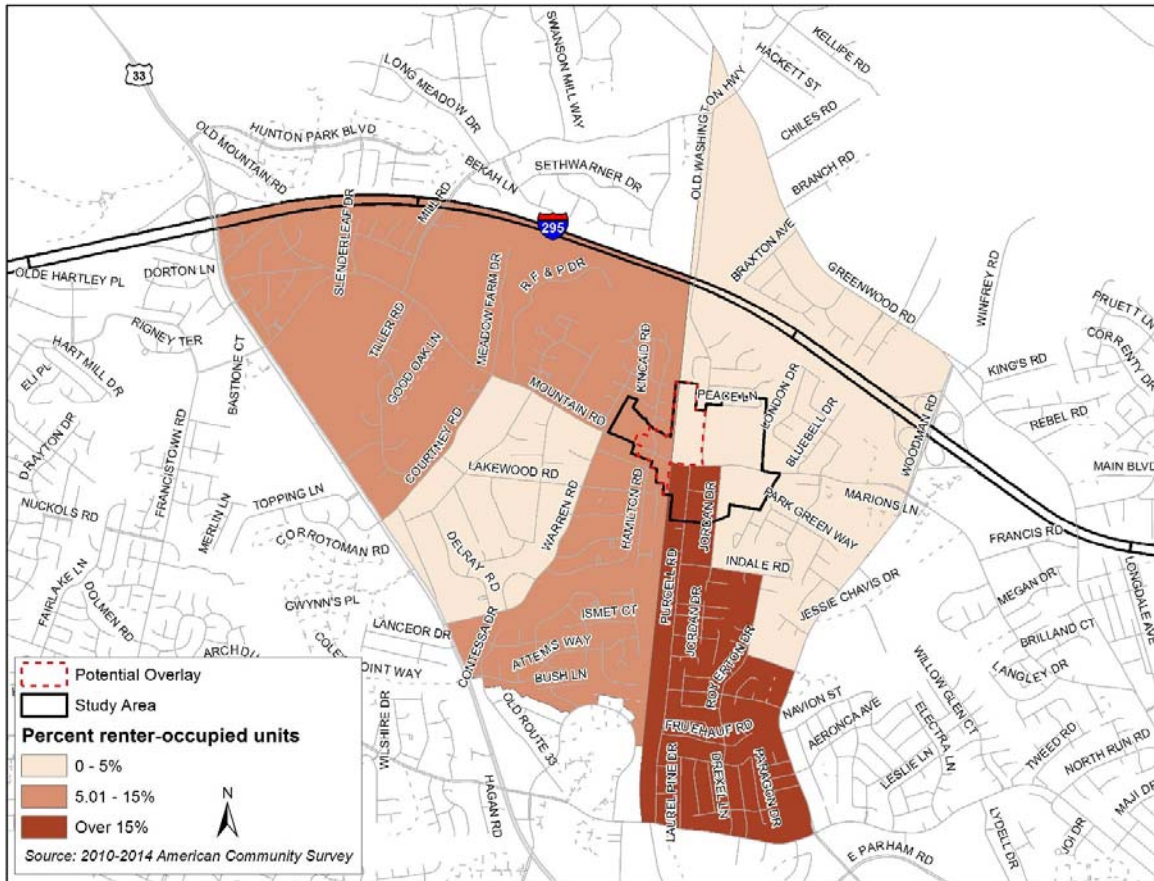 KELLIPE RD
SWANSON MILL WAY
HACKETT ST
33
LONG MEADOW DR
OLD WASHINGTON HWY
CHILES RD
HUNTON PARK BLVD
OLD MOUNTAIN RD
BEKAH LN
SETHWARNER DR
BRANCH RD
MILL RD
SLENDERLEAF DR
295
BRAXTON AVE
GREENWOOD RD
WINFREY RD
OLDE HARTLEY PL
DORTON LN
R. F. & P DR
MEADOW FARM DR
PRUETT LN
CORRENTY DR
RIGNEY TER
TILLER RD
GOOD OAK LN
KINCAID RD
KING'S RD
HART MILL DR
ELI PL
BASTIONE CT
MOUNTAIN RD
PEACE LN
LONDON DR
BLUEBELL DR
REBEL RD
WOODMAN RD
DRAYTON DR
FRANCISTOWN RD
COURTNEY RD
LAKEWOOD RD
HAMILTON RD
MAIN BLVD
NUCKOLS RD
MERLIN LN
TOPPING LN
WARREN RD
JORDAN DR
PARK GREEN WAY
MARIONS LN
CORROTOMAN RD
DELRAY RD
FRANCIS RD
INDALE RD
FAIRLAKE LN
DOLMEN RD
GWYNN'S PL
PURCELL RD
JESSIE CHAVIS DR
MEGAN DR
LONGDALE AVE
ISMET CT
LANCEOR DR
CONTESSA DR
JORDAN DR
BRILLAND CT
ATTEMS WAY
ROYERTON DR
WILLOW GLEN CT
LANGLEY DR
BUSH LN
NAVION ST
OLD ROUTE 33
FRUEHAUF RD
AERONCA AVE
ELECTRA LN
TWEED RD
WILSHIRE DR
LESLIE LN
NORTH RUN RD
LAUREL PINE DR
DREXEL LN
PARAGON DR
HAGAN RD
MAJI DR
LYDELL DR
JOI DR
E PARHAM RD
Potential Overlay
Study Area
Percent renter-occupied units
0 - 5%
5.01 - 15%
Over 15%
N
Source: 2010-2014 American Community Survey